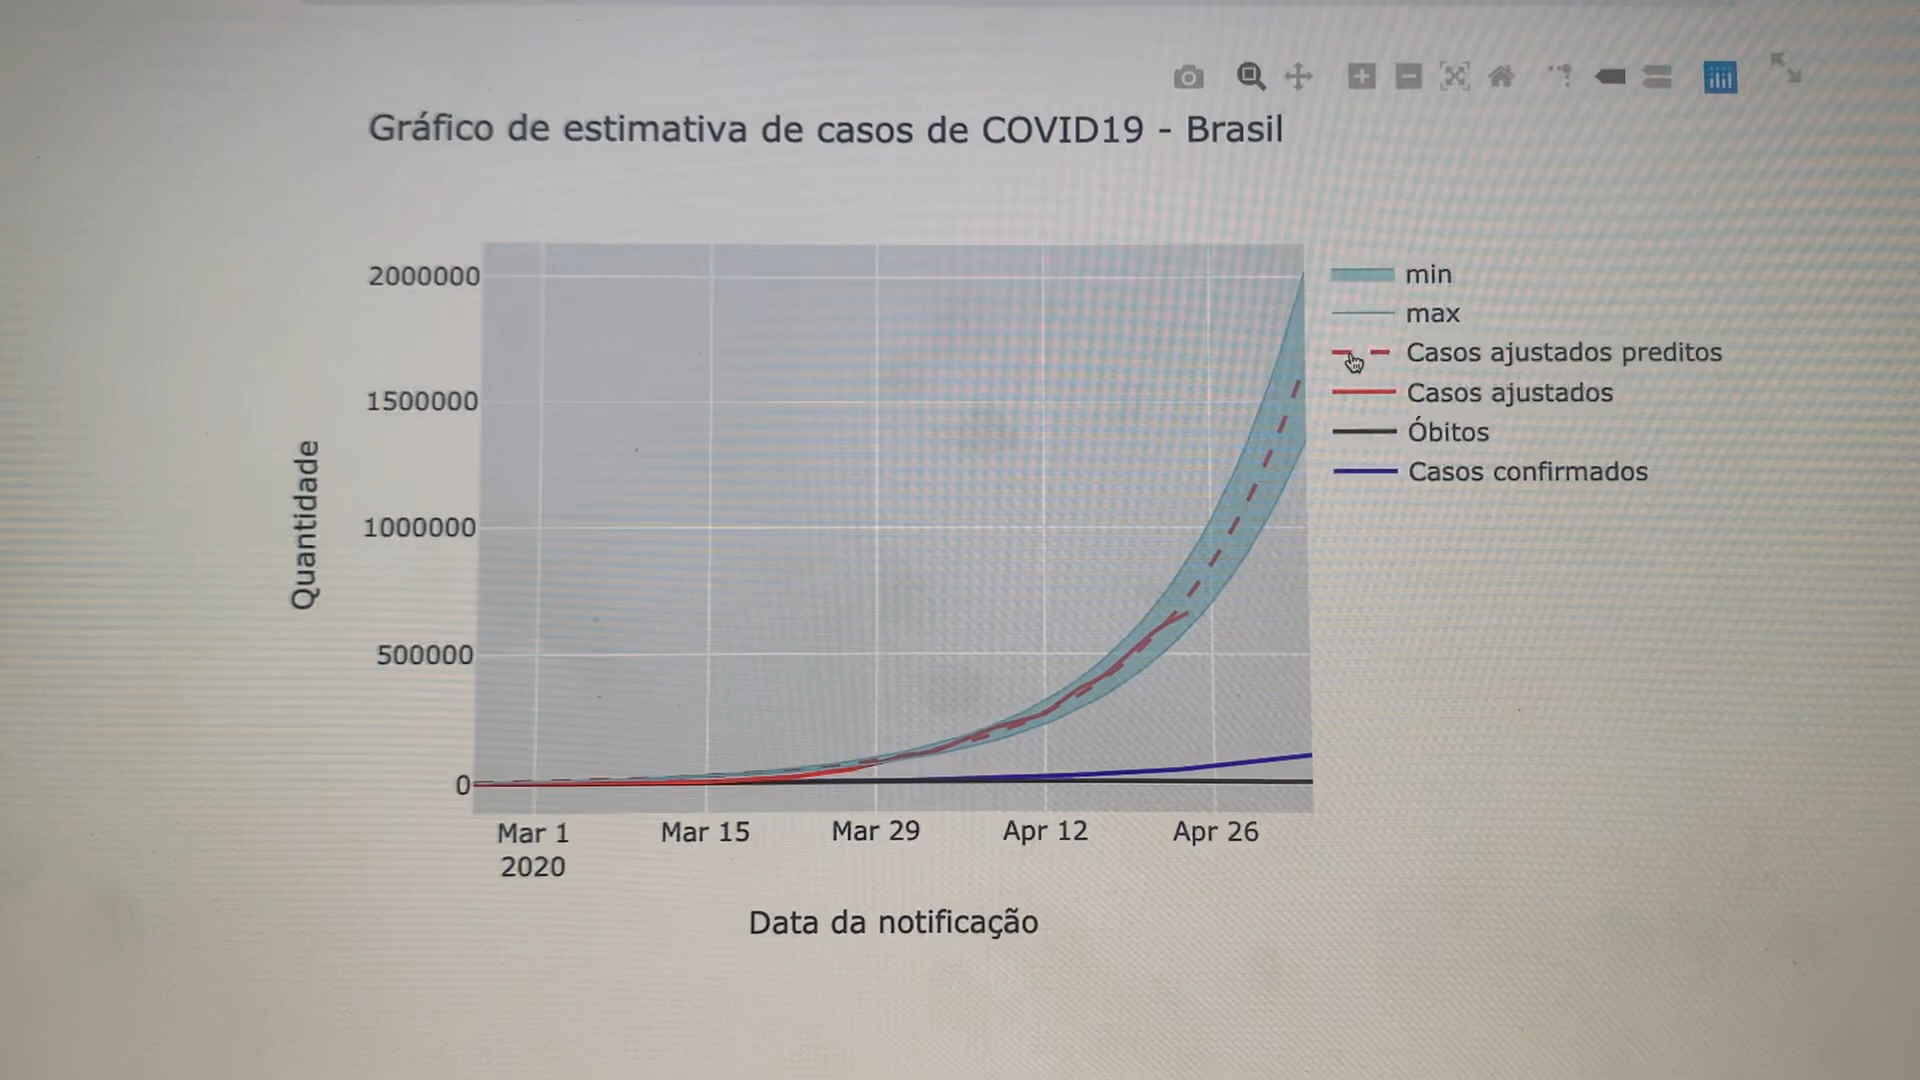 Gráfico de estimativa de casos de COVID19 - Brasil
2000000
1500000
1000000
500000
0
Quantidade
Mar 1
2020
Mar 15
Mar 29
Apr 12
Apr 26
Data da notificação
min
max
Casos ajustados preditos
Casos ajustados
Óbitos
Casos confirmados